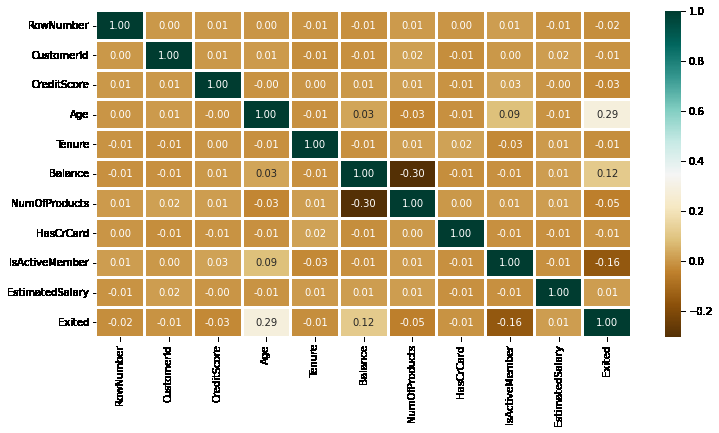 RowNumber 1.00 0.00 0.01 0.00 -0.01 -0.01 0.01 0.00 0.01 -0.01 -0.02
CustomerId 0.00 1.00 0.01 0.01 -0.01 -0.01 0.02 -0.01 0.00 0.02 -0.01
CreditScore 0.01 0.01 1.00 -0.00 0.00 0.01 0.01 -0.01 0.03 -0.00 -0.03
Age 0.00 0.01 -0.00 1.00 -0.01 0.03 -0.03 -0.01 0.09 -0.01 0.29
Tenure -0.01 -0.01 0.00 -0.01 1.00 -0.01 0.01 0.02 -0.03 0.01 -0.01
Balance -0.01 -0.01 0.01 0.03 -0.01 1.00 -0.30 -0.01 -0.01 0.01 0.12
NumOfProducts 0.01 0.02 0.01 -0.03 0.01 -0.30 1.00 0.00 0.01 0.01 -0.05
HasCrCard 0.00 -0.01 -0.01 -0.01 0.02 -0.01 0.00 1.00 -0.01 -0.01 -0.01
IsActiveMember 0.01 0.00 0.03 0.09 -0.03 -0.01 0.01 -0.01 1.00 -0.01 -0.16
EstimatedSalary -0.01 0.02 -0.00 -0.01 0.01 0.01 0.01 -0.01 -0.01 1.00 0.01
Exited -0.02 -0.01 -0.03 0.29 -0.01 0.12 -0.05 -0.01 -0.16 0.01 1.00
RowNumber
CustomerId
CreditScore
Age
Tenure
Balance
NumOfProducts
HasCrCard
IsActiveMember
EstimatedSalary
Exited
1.0
0.8
0.6
0.4
0.2
0.0
-0.2